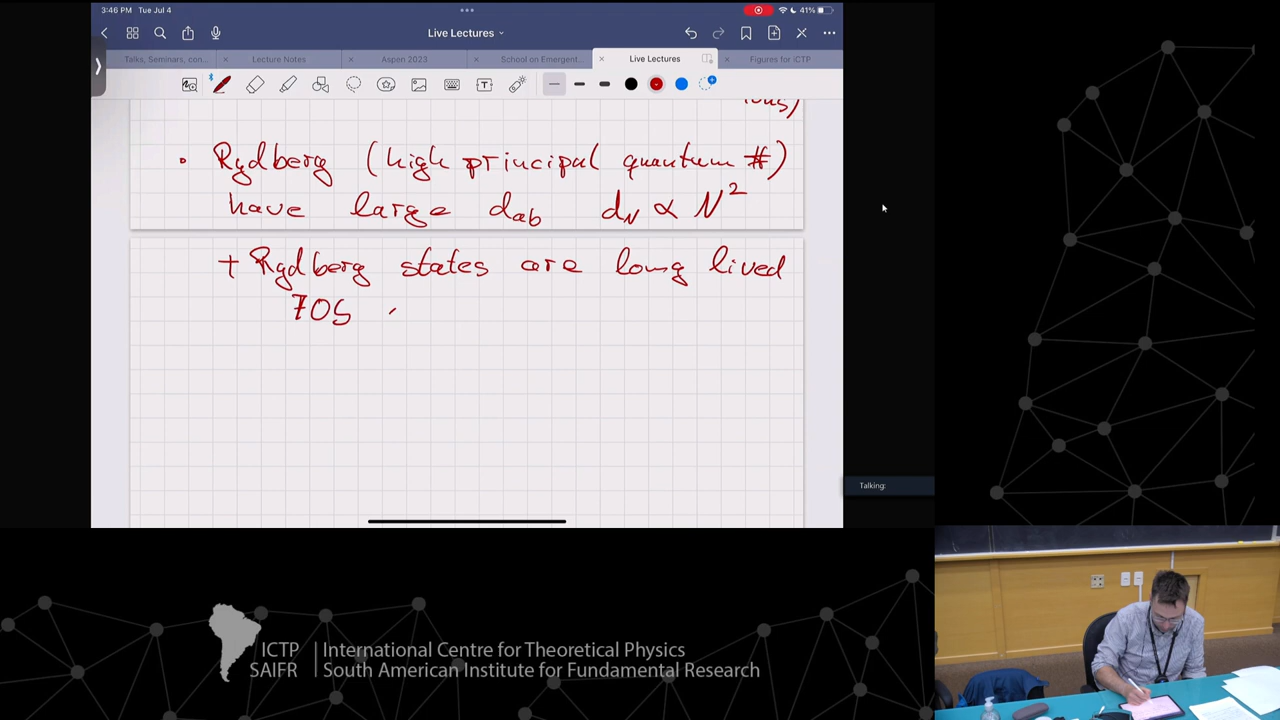 3:46 PM Tue Jul 4
41%
Live Lectures
Talks, Seminars, con...
Lecture Notes
Aspen 2023
School on Emergent...
Live Lectures
Figures for iCTP
• Rydberg (high principal quantum #)
have large dab dN ∝ N²
+ Rydberg states are long lived
70S
Talking:
ICTP
SAIFR
International Centre for Theoretical Physics
South American Institute for Fundamental Research